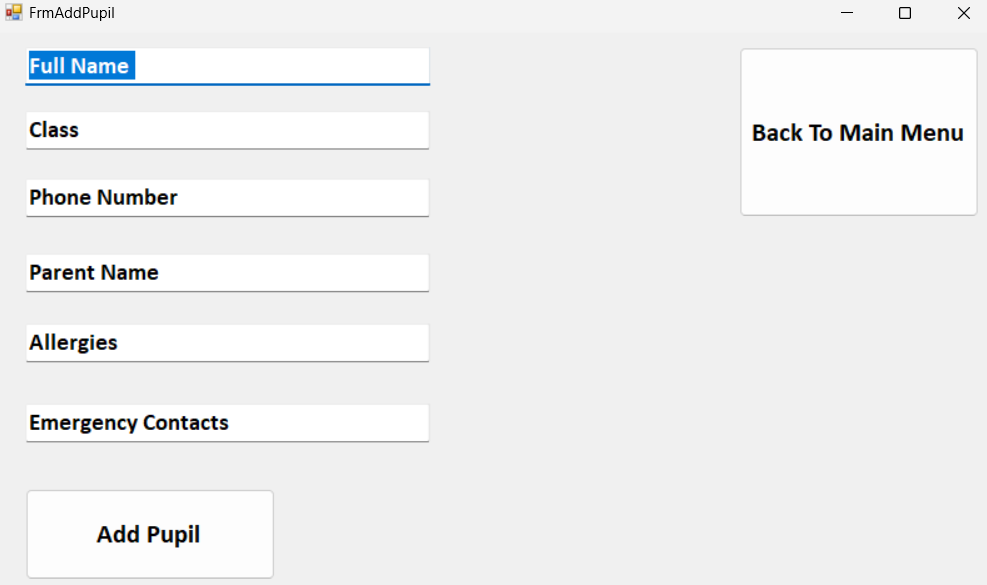 FrmAddPupil
Full Name
Back To Main Menu
Class
Phone Number
Parent Name
Allergies
Emergency Contacts
Add Pupil